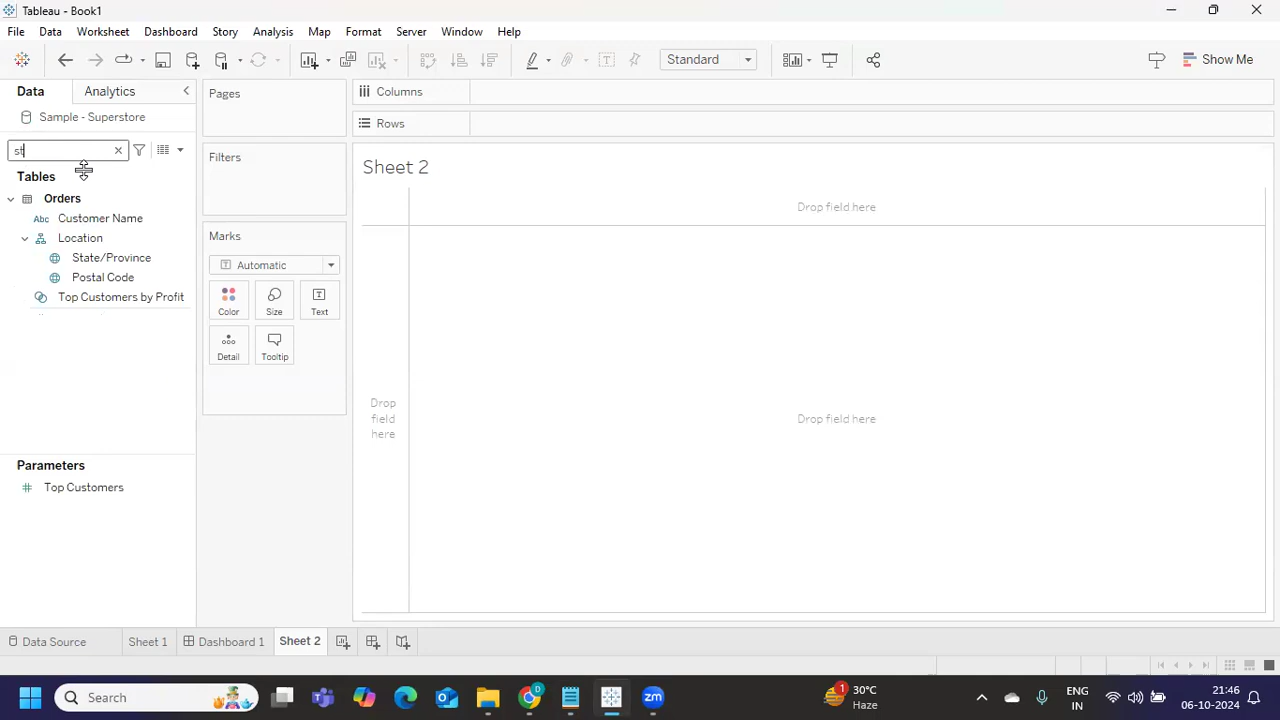 Tableau - Book1
File Data Worksheet Dashboard Story Analysis Map Format Server Window Help
Standard
Show Me
Data Analytics
Sample - Superstore
st
Tables
Orders
Abc Customer Name
Location
State/Province
Postal Code
Top Customers by Profit
Parameters
# Top Customers
Pages
Filters
Marks
Automatic
Color Size Text
Detail Tooltip
Columns
Rows
Sheet 2
Drop field here
Drop
field
here
Drop field here
Data Source Sheet 1 Dashboard 1 Sheet 2
Search
1
30°C
Haze
ENG
IN
21:46
06-10-2024